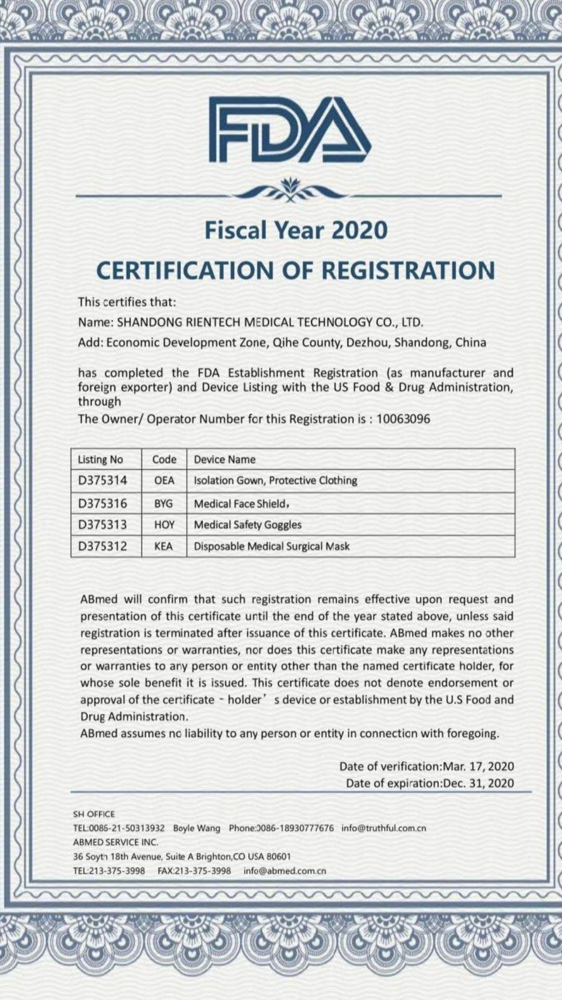 FDA
Fiscal Year 2020
CERTIFICATION OF REGISTRATION
This certifies that:
Name: SHANDONG RIENTECH MEDICAL TECHNOLOGY CO., LTD.
Add: Economic Development Zone, Qihe County, Dezhou, Shandong, China
has completed the FDA Establishment Registration (as manufacturer and
foreign exporter) and Device Listing with the US Food & Drug Administration,
through
The Owner/ Operator Number for this Registration is : 10063096
Listing No Code Device Name
D375314 OEA Isolation Gown, Protective Clothing
D375316 BYG Medical Face Shield，
D375313 HOY Medical Safety Goggles
D375312 KEA Disposable Medical Surgical Mask
ABmed will confirm that such registration remains effective upon request and
presentation of this certificate until the end of the year stated above, unless said
registration is terminated after issuance of this certificate. ABmed makes no other
representations or warranties, nor does this certificate make any representations
or warranties to any person or entity other than the named certificate holder, for
whose sole benefit it is issued. This certificate does not denote endorsement or
approval of the certificate - holder’ s device or establishment by the U.S Food and
Drug Administration.
ABmed assumes no liability to any person or entity in connection with foregoing.
Date of verification:Mar. 17, 2020
Date of expiration:Dec. 31, 2020
SH OFFICE
TEL:0086-21-50313932 Boyle Wang Phone:0086-18930777676 info@truthful.com.cn
ABMED SERVICE INC.
36 Soyth 18th Avenue, Suite A Brighton,CO USA 80601
TEL:213-375-3998 FAX:213-375-3998 info@abmed.com.cn